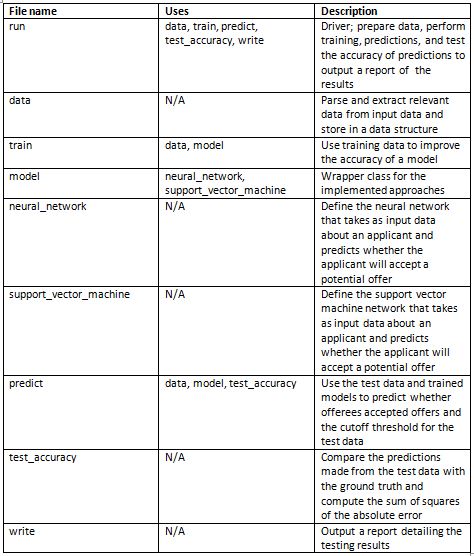 File name Uses Description
run data, train, predict, Driver; prepare data, perform
test_accuracy, write training, predictions, and test
the accuracy of predictions to
output a report of the
results
data N/A Parse and extract relevant
data from input data and
store in a data structure
train data, model Use training data to improve
the accuracy of a model
model neural_network, Wrapper class for the
support_vector_machine implemented approaches
neural_network N/A Define the neural network
that takes as input data
about an applicant and
predicts whether the
applicant will accept a
potential offer
support_vector_machine N/A Define the support vector
machine network that takes
as input data about an
applicant and predicts
whether the applicant will
accept a potential offer
predict data, model, test_accuracy Use the test data and trained
models to predict whether
offerees accepted offers and
the cutoff threshold for the
test data
test_accuracy N/A Compare the predictions
made from the test data with
the ground truth and
compute the sum of squares
of the absolute error
write N/A Output a report detailing the
testing results